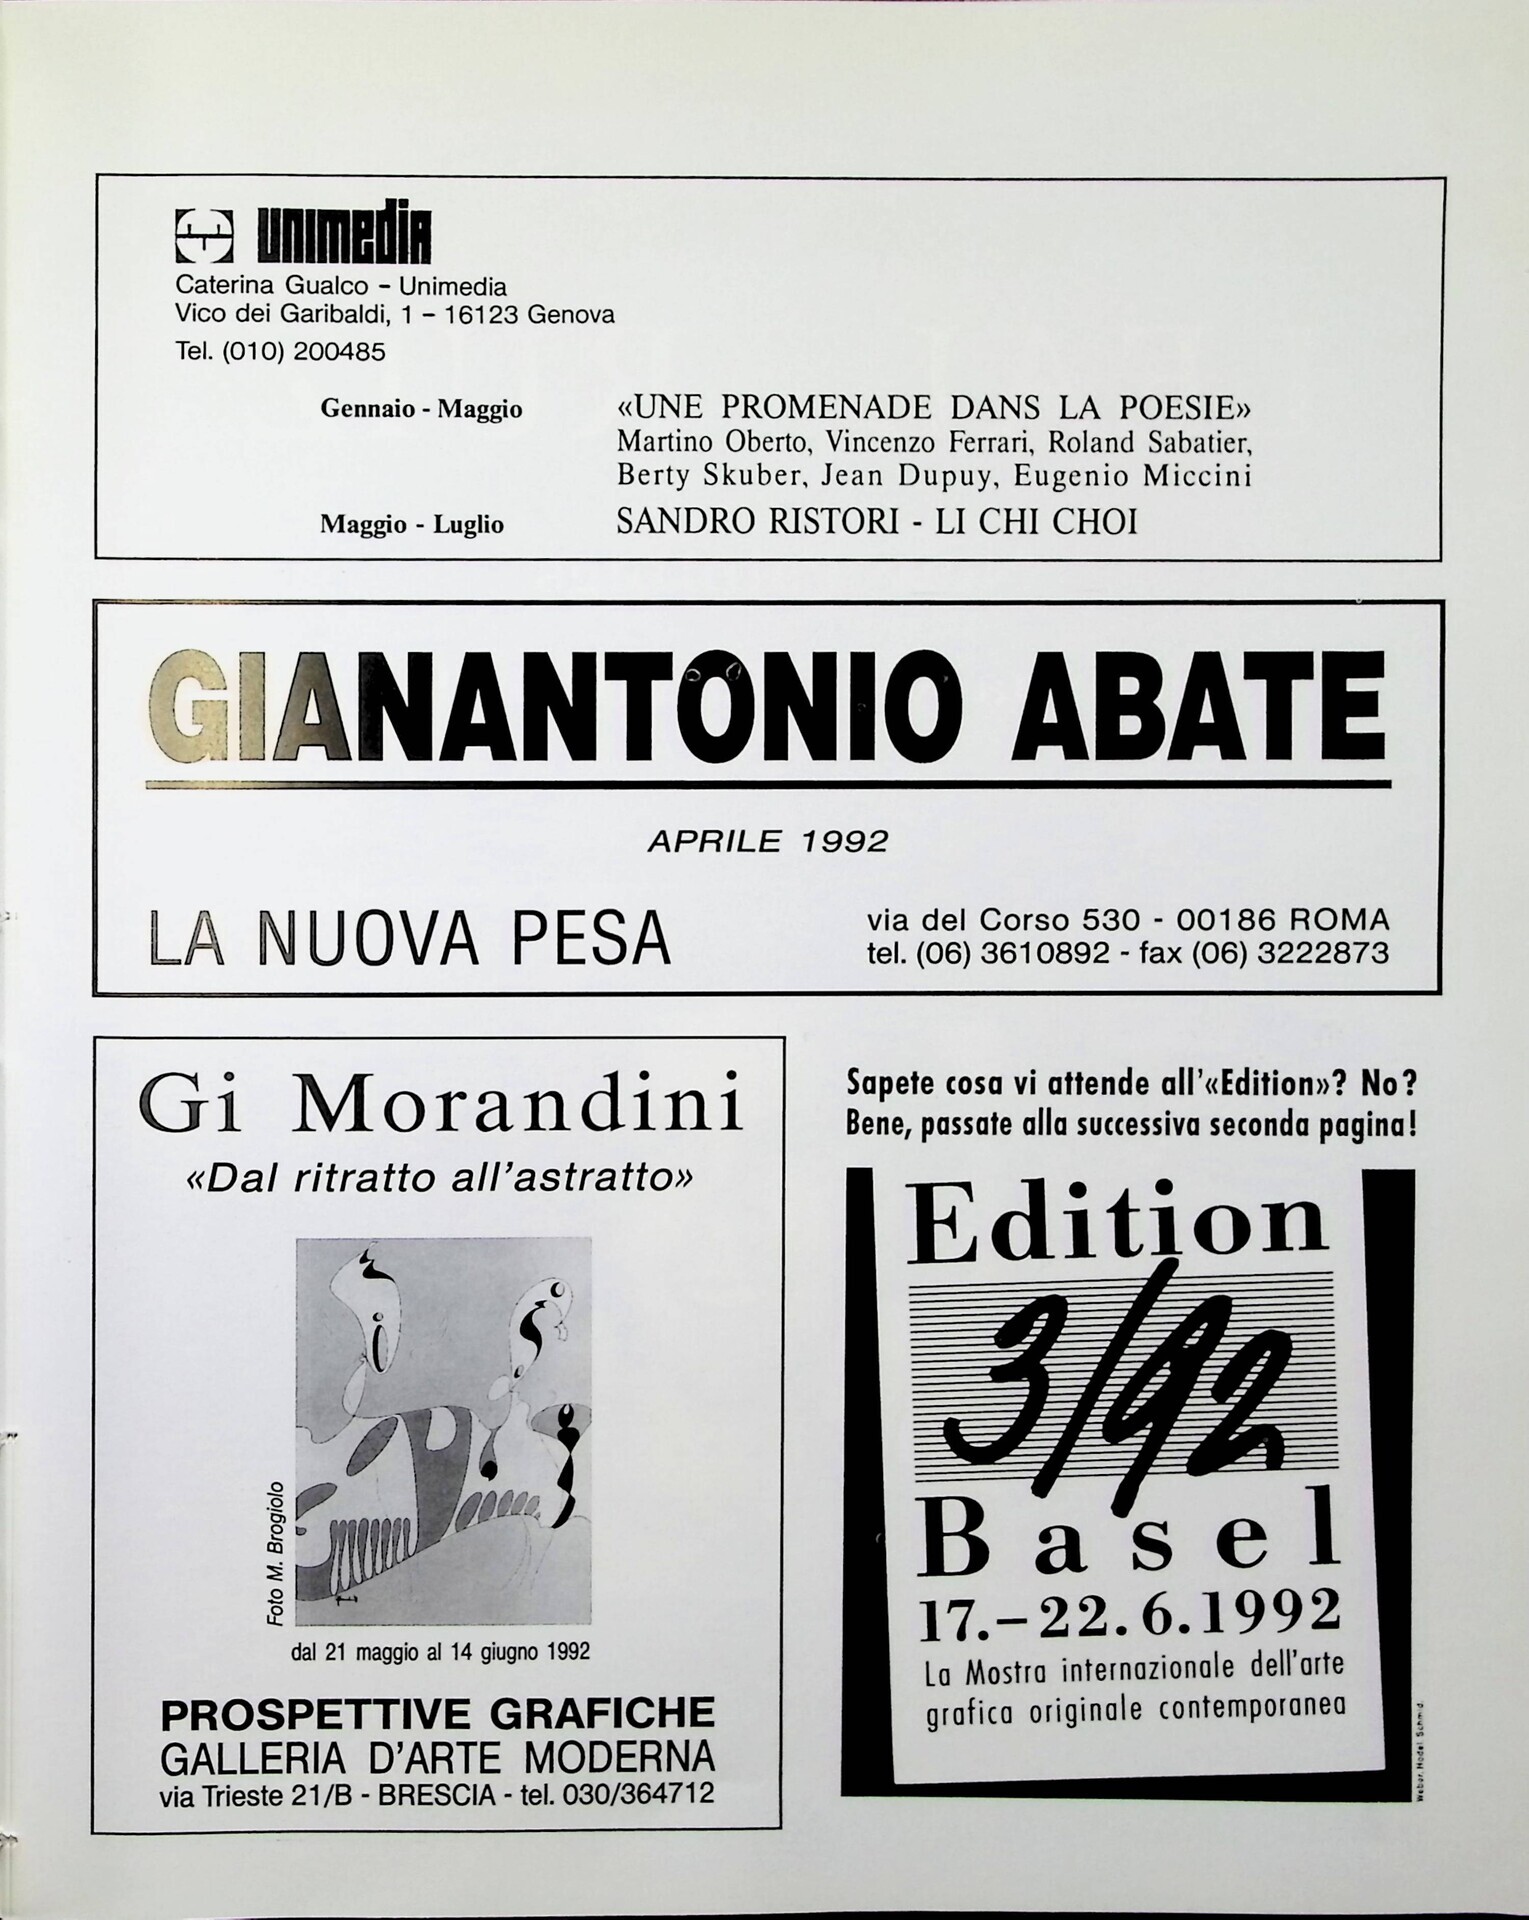 UNIMEDIA
Caterina Gualco – Unimedia
Vico dei Garibaldi, 1 – 16123 Genova
Tel. (010) 200485
Gennaio - Maggio «UNE PROMENADE DANS LA POESIE»
Martino Oberto, Vincenzo Ferrari, Roland Sabatier,
Berty Skuber, Jean Dupuy, Eugenio Miccini
Maggio - Luglio SANDRO RISTORI - LI CHI CHOI
GIANANTONIO ABATE
APRILE 1992
LA NUOVA PESA
via del Corso 530 - 00186 ROMA
tel. (06) 3610892 - fax (06) 3222873
Gi Morandini
«Dal ritratto all'astratto»
Foto M. Brogiolo
dal 21 maggio al 14 giugno 1992
PROSPETTIVE GRAFICHE
GALLERIA D'ARTE MODERNA
via Trieste 21/B - BRESCIA - tel. 030/364712
Sapete cosa vi attende all'«Edition»? No?
Bene, passate alla successiva seconda pagina!
Edition
3/92
Basel
17.–22.6.1992
La Mostra internazionale dell'arte
grafica originale contemporanea
Weber, Hodel, Schmid.